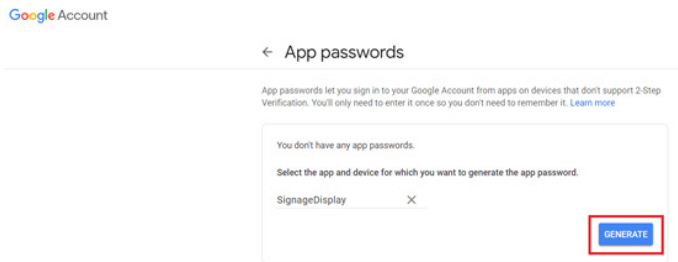 Google Account
← App passwords
App passwords let you sign in to your Google Account from apps on devices that don't support 2-Step
Verification. You'll only need to enter it once so you don't need to remember it. Learn more
You don't have any app passwords.
Select the app and device for which you want to generate the app password.
SignageDisplay
GENERATE